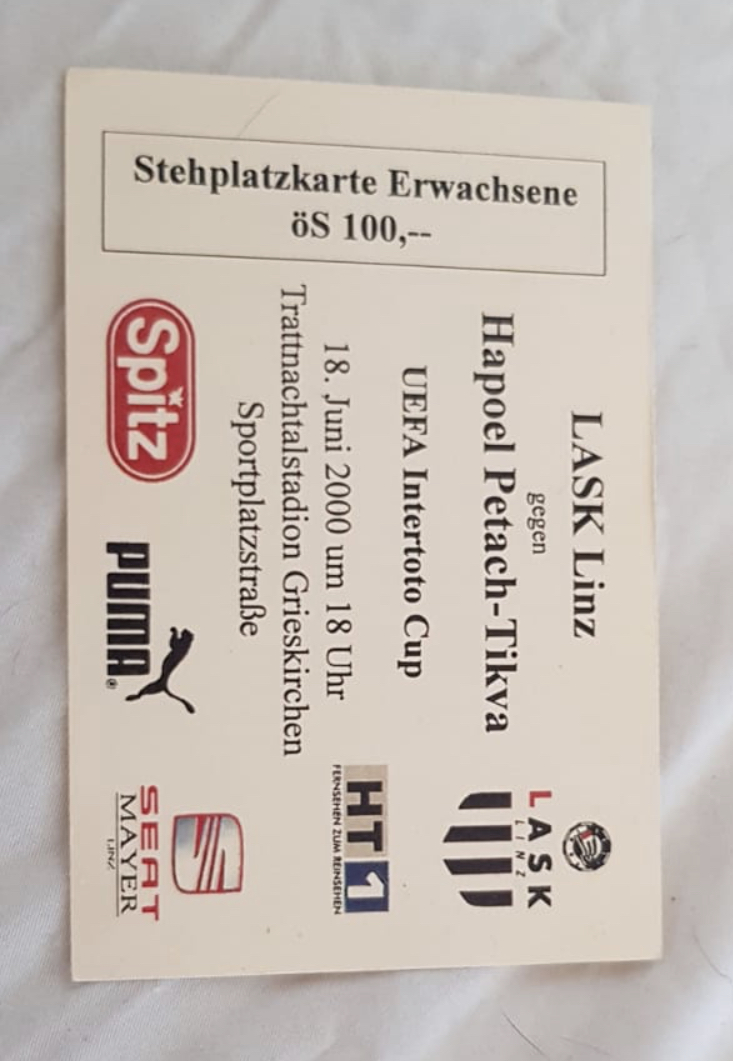 LASK Linz
gegen
Hapoel Petach-Tikva
UEFA Intertoto Cup
18. Juni 2000 um 18 Uhr
Trattnachtalstadion Grieskirchen
Sportplatzstraße
Stehplatzkarte Erwachsene
öS 100,--
LASK
LINZ
HT1
FERNSEHEN ZUM REINSEHEN
Spitz
PUMA®
SEAT
MAYER
LINZ